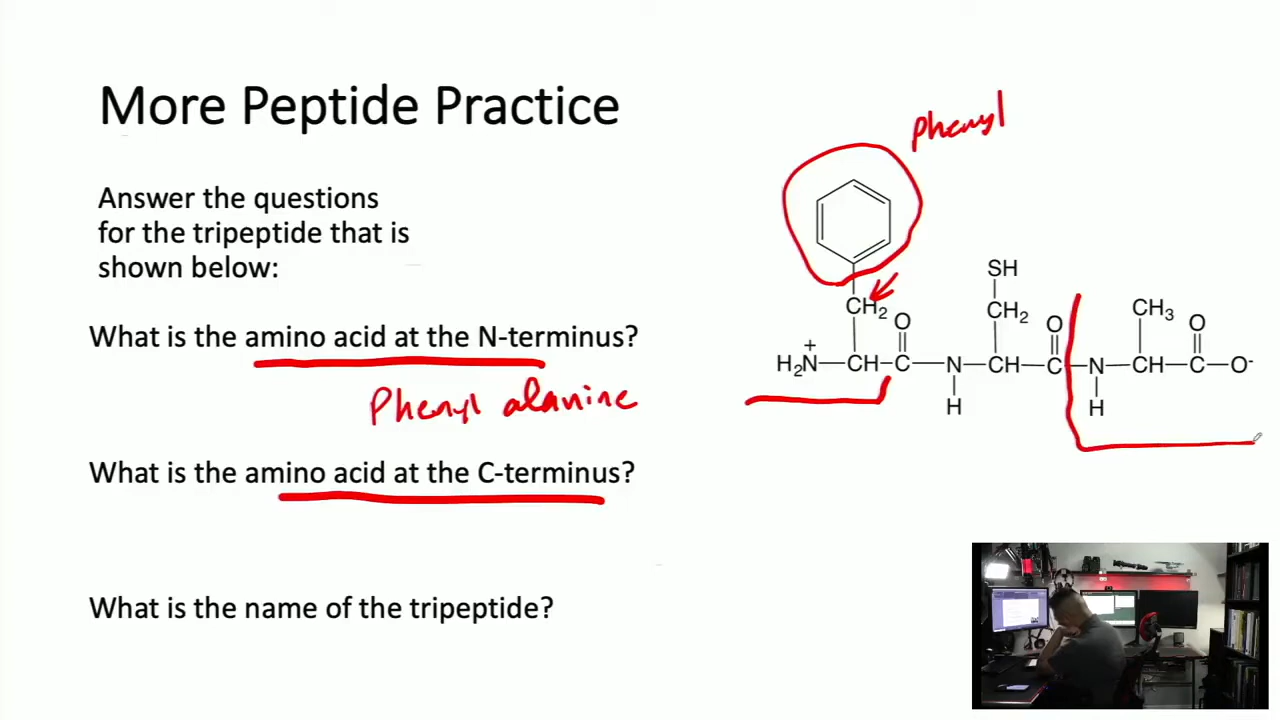 More Peptide Practice
Phenyl
Answer the questions
for the tripeptide that is
shown below:
What is the amino acid at the N-terminus?
Phenyl alanine
What is the amino acid at the C-terminus?
What is the name of the tripeptide?
SH
CH2 CH2 O CH3 O
O
+
H2N CH C N CH C N CH C O-
H H